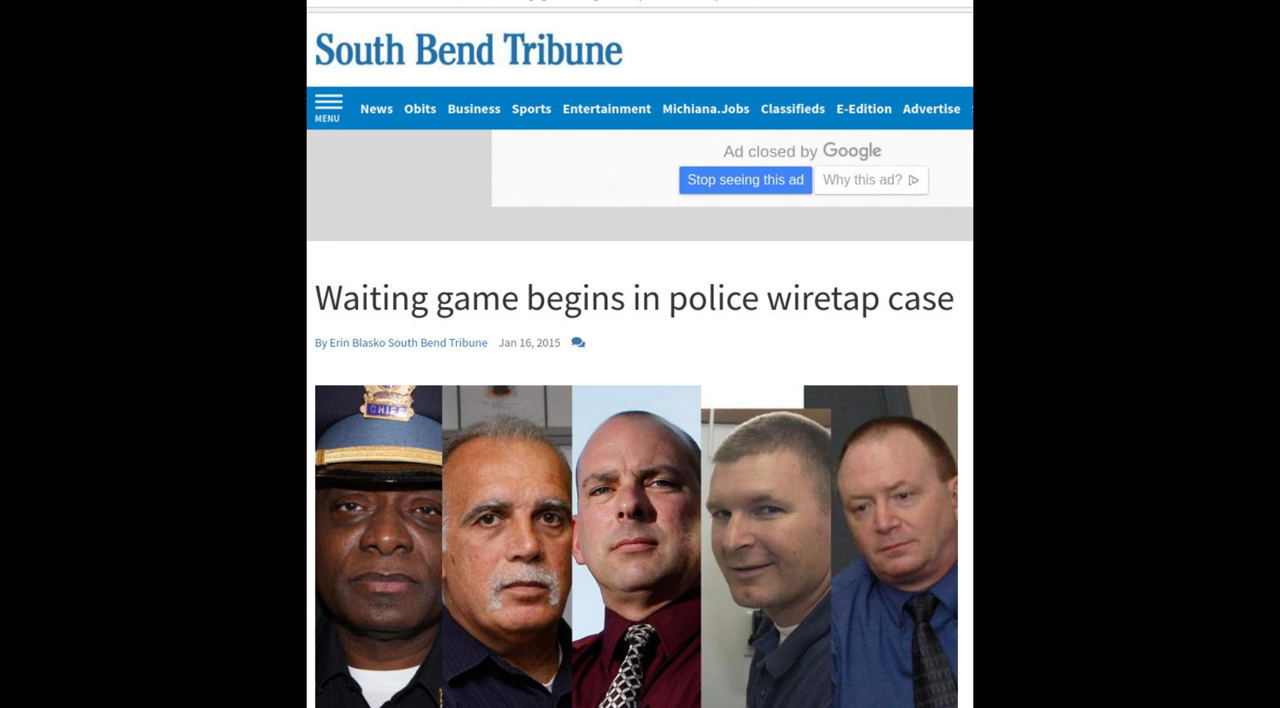 South Bend Tribune
MENU
News Obits Business Sports Entertainment Michiana.Jobs Classifieds E-Edition Advertise
Ad closed by Google
Stop seeing this ad
Why this ad?
Waiting game begins in police wiretap case
By Erin Blasko South Bend Tribune Jan 16, 2015
CHIEF